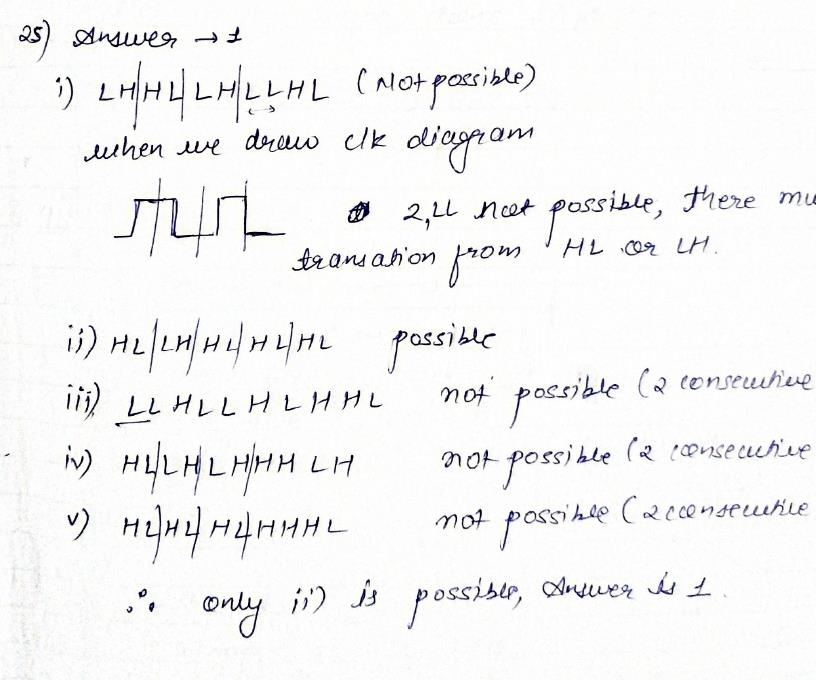 25) Answer → 1
i) LH|HL|LH|LLHL (Not possible)
when we draw clk diagram
2, LL not possible, there mu
transation from HL or LH.
ii) HL|LH|HL|HL|HL possible
iii) LL HL L H L H HL not possible (2 consecutive
iv) HL|LH|LH|HH LH not possible (2 consecutive
v) HL|HL|HL|HHHL not possible (2 consecutive
∴ only ii) is possible, Answer is 1.